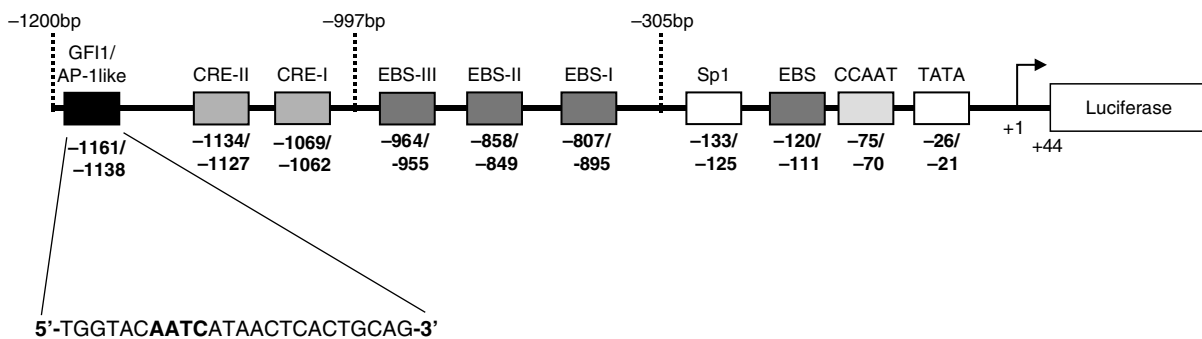 –1200bp
–997bp
–305bp
GFI1/
AP-1like
CRE-II
CRE-I
EBS-III
EBS-II
EBS-I
Sp1
EBS
CCAAT
TATA
Luciferase
–1161/
–1138
–1134/
–1127
–1069/
–1062
–964/
-955
–858/
–849
–807/
-895
–133/
–125
–120/
–111
–75/
–70
–26/
–21
+1
+44
5’-TGGTACAATCATAACTCACTGCAG-3’